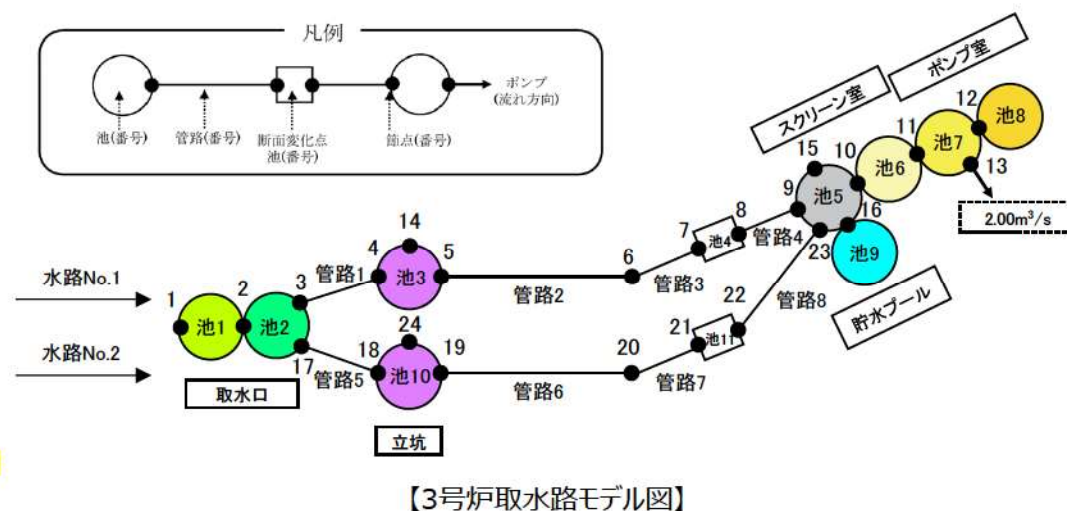 凡例
池(番号)
管路(番号)
断面変化点
池(番号)
節点(番号)
ポンプ
(流れ方向)
スクリーン室
ポンプ室
水路No.1
水路No.2
1
池1
2
池2
3
管路1
4
14
池3
5
管路2
6
管路3
7
池4
8
管路4
9
15
池5
10
池6
11
池7
12
池8
13
2.00m³/s
16
池9
貯水プール
23
管路8
22
池11
21
管路7
20
管路6
19
池10
24
18
管路5
17
取水口
立坑
【3号炉取水路モデル図】